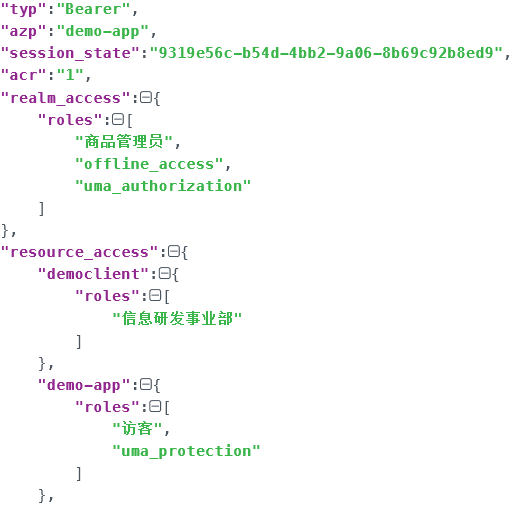 "typ":"Bearer",
"azp":"demo-app",
"session_state":"9319e56c-b54d-4bb2-9a06-8b69c92b8ed9",
"acr":"1",
"realm_access":{
"roles":[
"商品管理员",
"offline_access",
"uma_authorization"
]
},
"resource_access":{
"democlient":{
"roles":[
"信息研发事业部"
]
},
"demo-app":{
"roles":[
"访客",
"uma_protection"
]
},